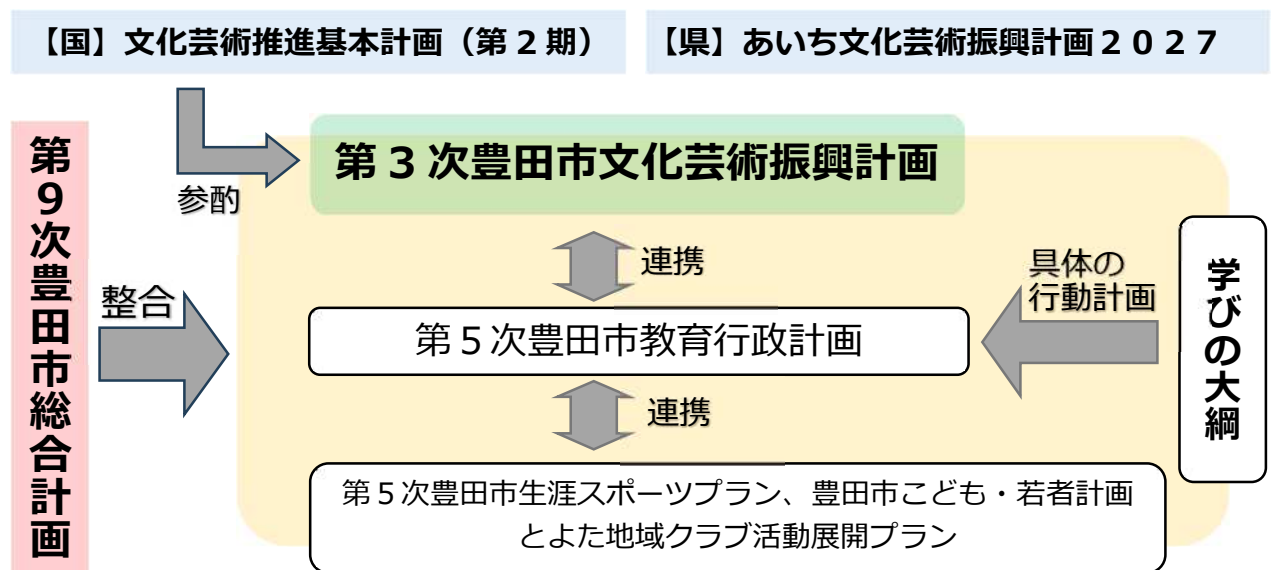 【国】文化芸術推進基本計画（第２期）
【県】あいち文化芸術振興計画２０２７
第９次豊田市総合計画
参酌
第３次豊田市文化芸術振興計画
連携
整合
具体の
行動計画
学びの大綱
第５次豊田市教育行政計画
連携
第５次豊田市生涯スポーツプラン、豊田市こども・若者計画
とよた地域クラブ活動展開プラン